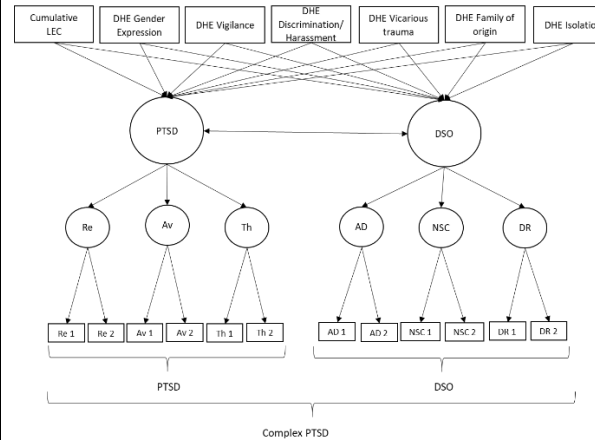 Cumulative
LEC
DHE Gender
Expression
DHE Vigilance
DHE
Discrimination/
Harassment
DHE Vicarious
trauma
DHE Family of
origin
DHE Isolatio
PTSD
DSO
Re
Av
Th
AD
NSC
DR
Re 1
Re 2
Av 1
Av 2
Th 1
Th 2
AD 1
AD 2
NSC 1
NSC 2
DR 1
DR 2
PTSD
DSO
Complex PTSD